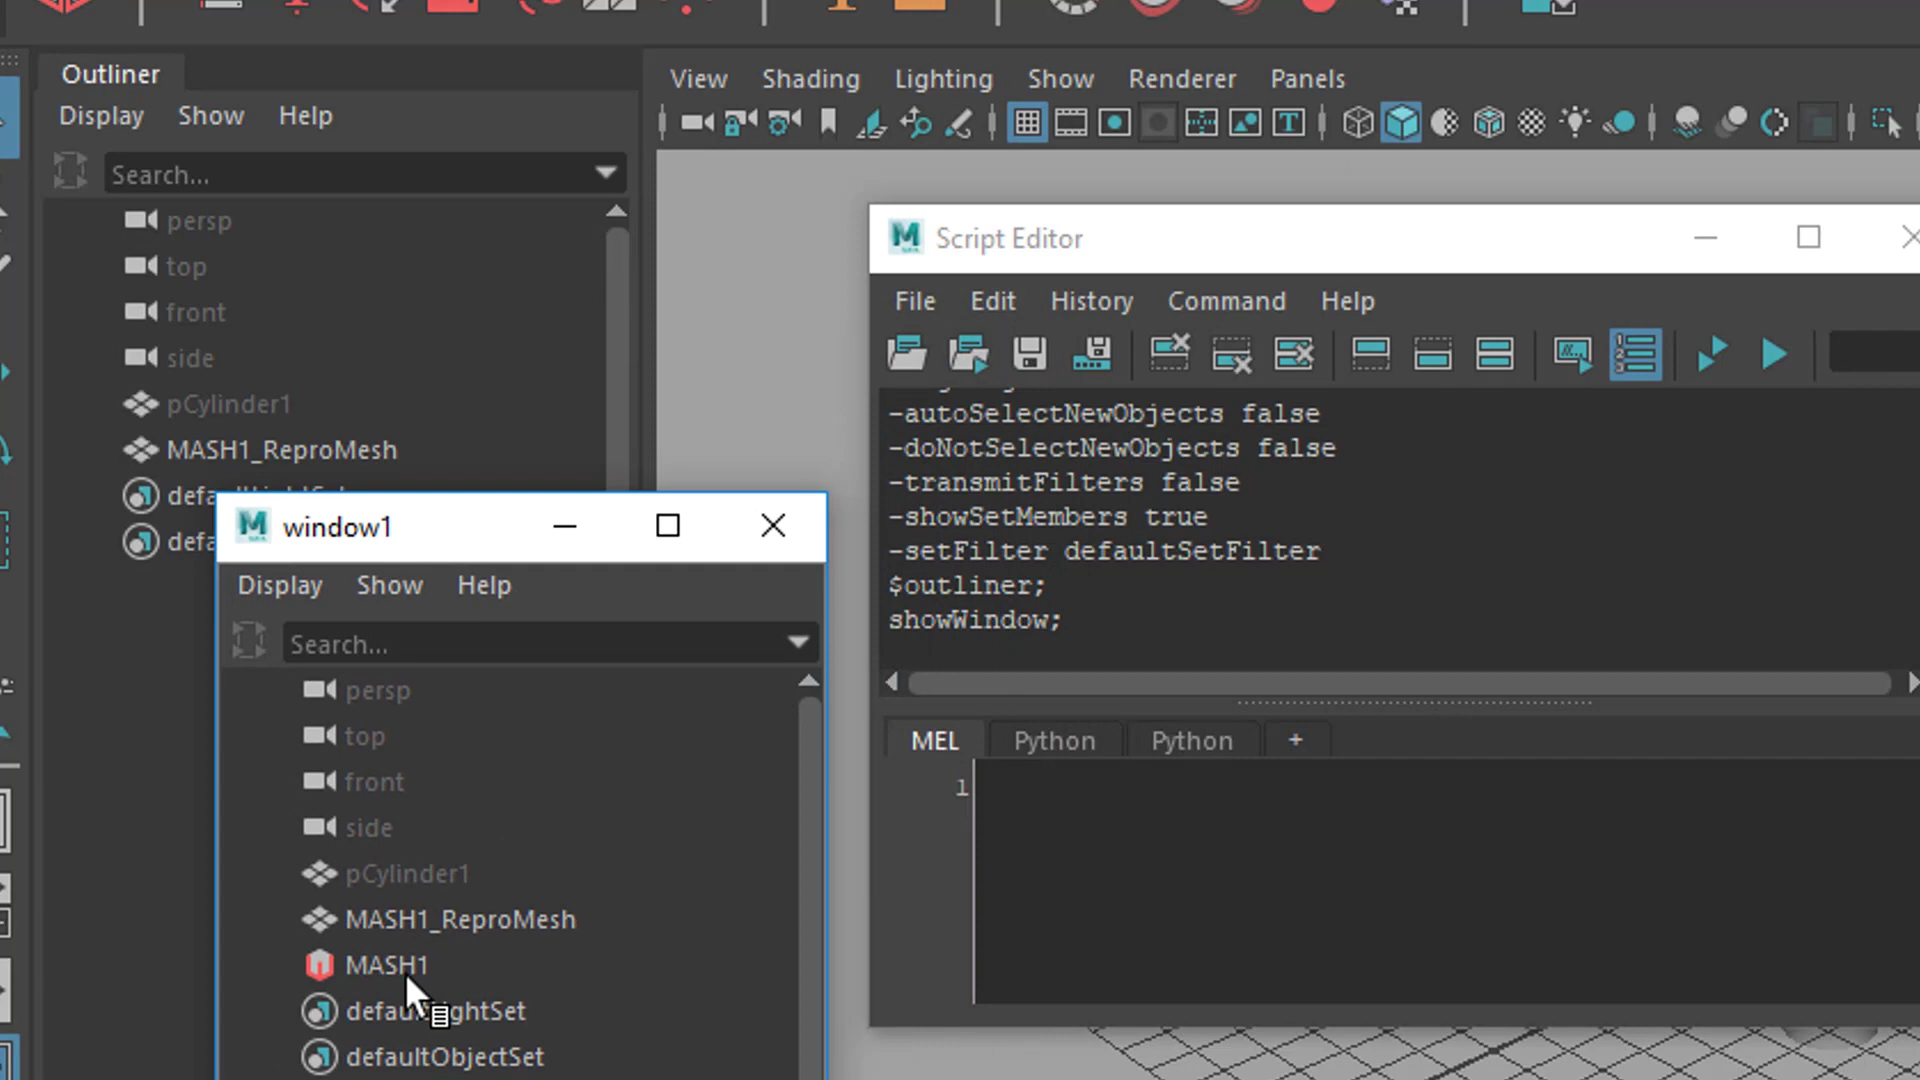 Outliner
Display Show Help
Search...
persp
top
front
side
pCylinder1
MASH1_ReproMesh
View Shading Lighting Show Renderer Panels
Script Editor
File Edit History Command Help
-autoSelectNewObjects false
-doNotSelectNewObjects false
-transmitFilters false
-showSetMembers true
-setFilter defaultSetFilter
$outliner;
showWindow;
MEL Python Python +
1
window1
Display Show Help
Search...
persp
top
front
side
pCylinder1
MASH1_ReproMesh
MASH1
defaultLightSet
defaultObjectSet